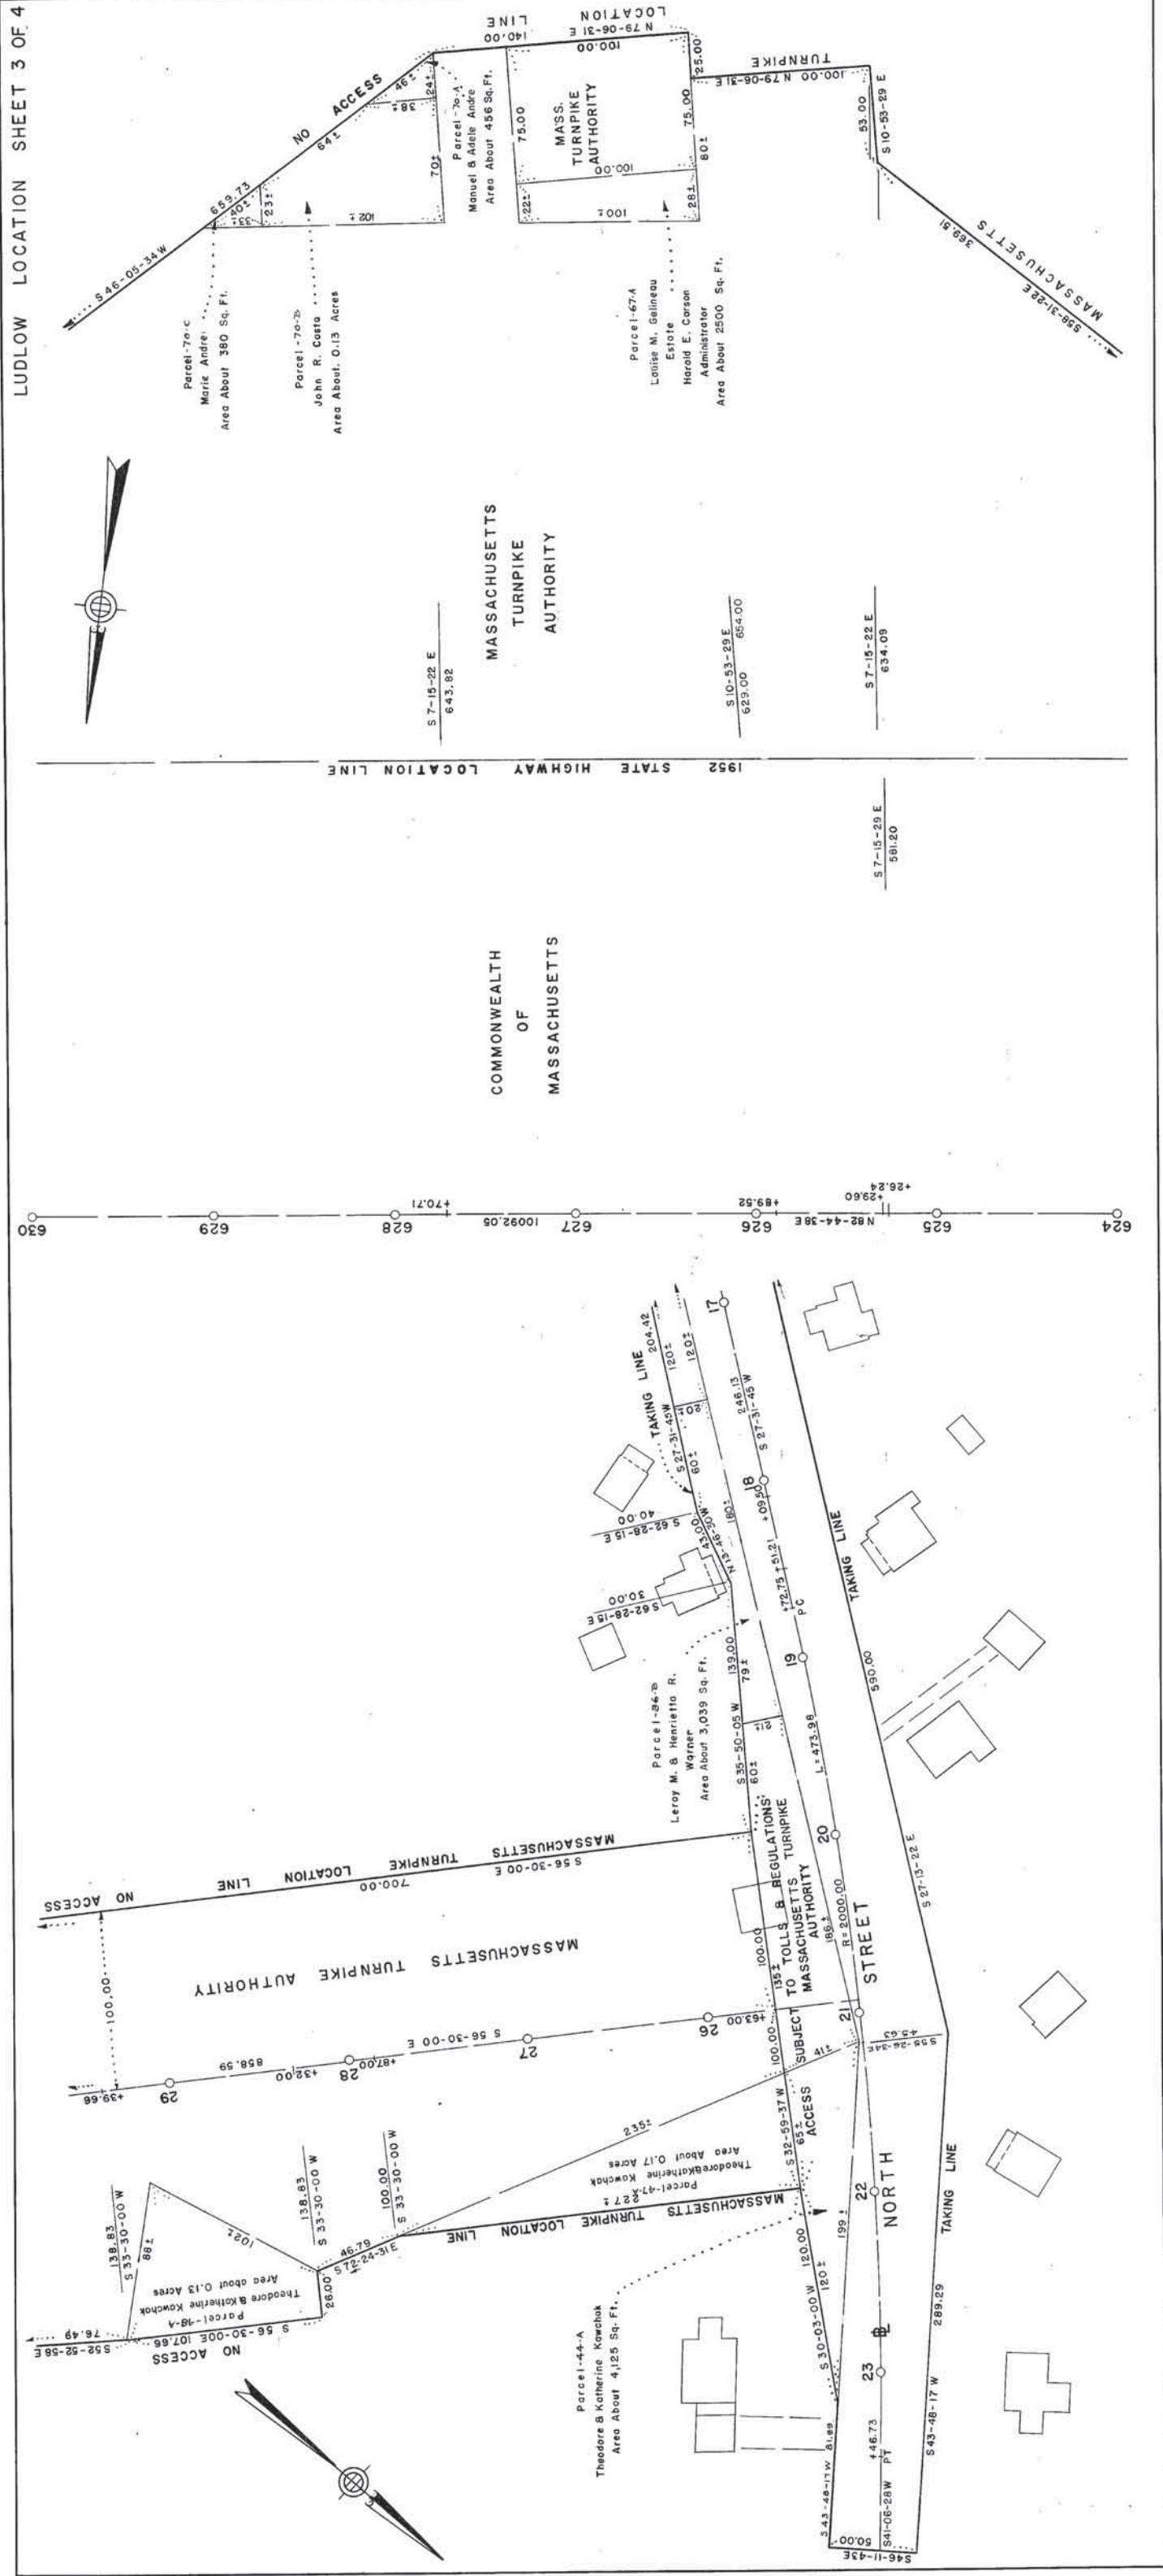 LUDLOW LOCATION SHEET 3 OF 4
S 46-05-34 W
659.73
40±
33±
23±
64±
NO ACCESS
38±
46±
24±
70±
102±
Parcel-70-C
Marie Andre
Area About 380 Sq. Ft.
Parcel-70-B
John R. Costa
Area About. 0.13 Acres
Parcel-70-A
Manuel & Adele Andre
Area About 456 Sq. Ft.
140.00
LINE
N 79-06-31 E
LOCATION
100.00
75.00
22±
MASS.
TURNPIKE
AUTHORITY
100.00
100±
75.00
25.00
28±
80±
Parcel-67-A
Louise M. Gelineau
Estate
Harold E. Carson
Administrator
Area About 2500 Sq. Ft.
100.00 N 79-06-31 E
TURNPIKE
53.00
S 10-53-29 E
369.51
S58-31-22E
MASSACHUSETTS
S 7-15-22 E
643.82
MASSACHUSETTS
TURNPIKE
AUTHORITY
S 10-53-29 E
629.00 654.00
S 7-15-22 E
634.09
1952 STATE HIGHWAY LOCATION LINE
S 7-15-29 E
581.20
COMMONWEALTH
OF
MASSACHUSETTS
630
629
628
+70.71
10092.05
627
626
+89.52
N 82-44-38 E
+29.60
+26.24
625
624
17
204.42
TAKING LINE
120±
120±
S 27-31-45 W
60±
20±
246.13
S 27-31-45 W
18
+09.50
S 62-28-15 E
40.00
43.00
180±
+51.21
+72.75
PC
S 62-28-15 E
30.00
139.00
79±
19
TAKING LINE
590.00
Parcel-36-B
Leroy M. & Henrietta R.
Warner
Area About 3,039 Sq. Ft.
S 35-50-05 W
60±
21±
L=473.98
20
NO ACCESS
MASSACHUSETTS TURNPIKE LOCATION LINE
S 56-30-00 E
700.00
100.00
MASSACHUSETTS TURNPIKE AUTHORITY
100.00
135±
SUBJECT TO TOLLS & REGULATIONS
MASSACHUSETTS TURNPIKE
AUTHORITY
186±
R=2000.00
STREET
S 27-13-22 E
+39.66
29
858.59
+32.00
28
+87.00
S 56-30-00 E
27
26
+63.00
21
100.00
41±
S55-26-34E
45.63
138.83
S 33-30-00 W
88±
102±
138.83
S 33-30-00 W
100.00
S 33-30-00 W
235±
Parcel-47-A
Theodore&Katherine Kawchak
Area About 0.17 Acres
227±
MASSACHUSETTS TURNPIKE LOCATION LINE
S 32-59-37 W
65±
ACCESS
46.79
S 72-24-31 E
26.00
Parcel-48-A
Theodore & Katherine Kawchak
Area about 0.13 Acres
S52-52-58 E 76.49
S 56-30-00E 107.66
NO ACCESS
Parcel-44-A
Theodore & Katherine Kawchak
Area About 4,125 Sq. Ft.
120.00
120±
S 30-03-00 W
199±
22
NORTH
TAKING LINE
23
289.29
S43-48-17 W
S 43-48-17 W 81.99
+46.73
PT
S41-06-28W
50.00
S46-11-43E